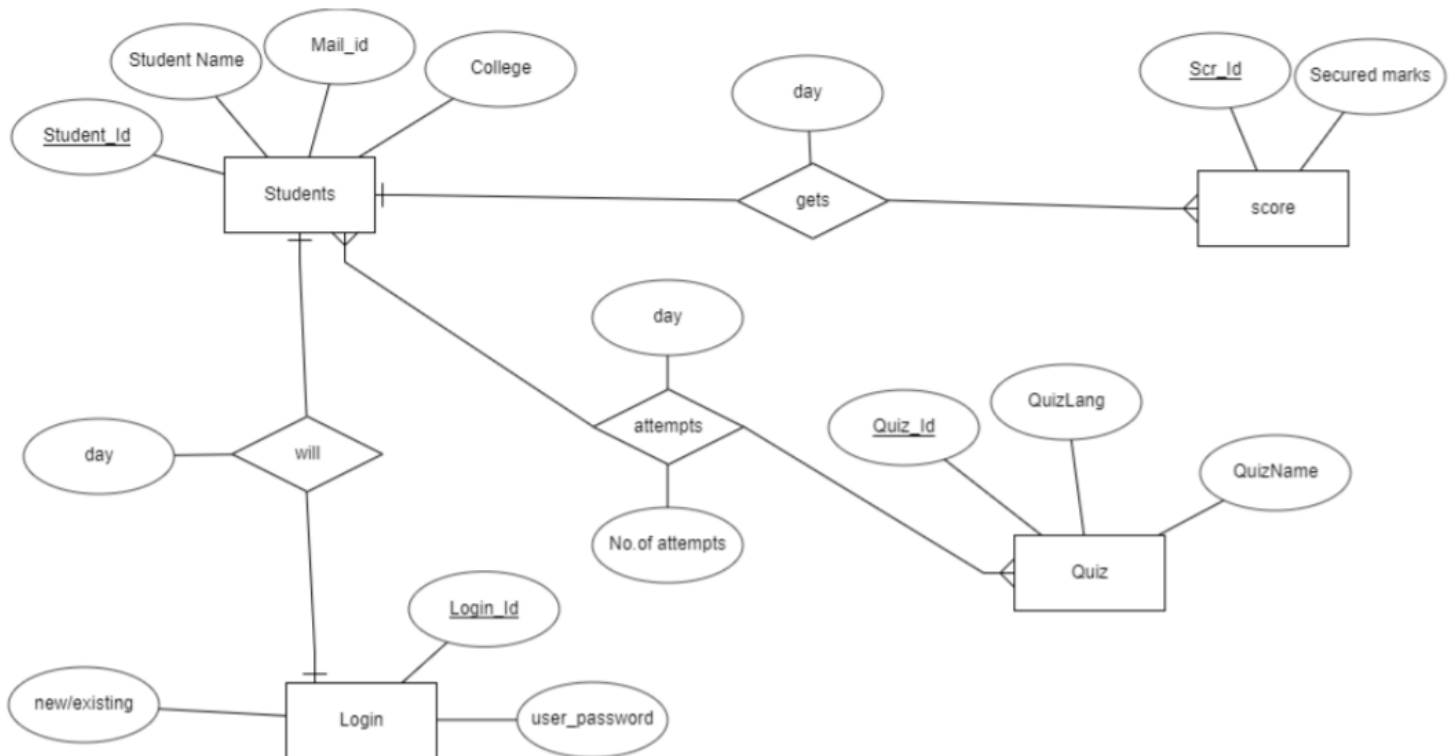 Mail_id
Student Name
College
Scr_Id
Secured marks
day
Student_Id
Students
gets
score
day
QuizLang
attempts
Quiz_Id
day
will
QuizName
No.of attempts
Quiz
Login_Id
new/existing
Login
user_password